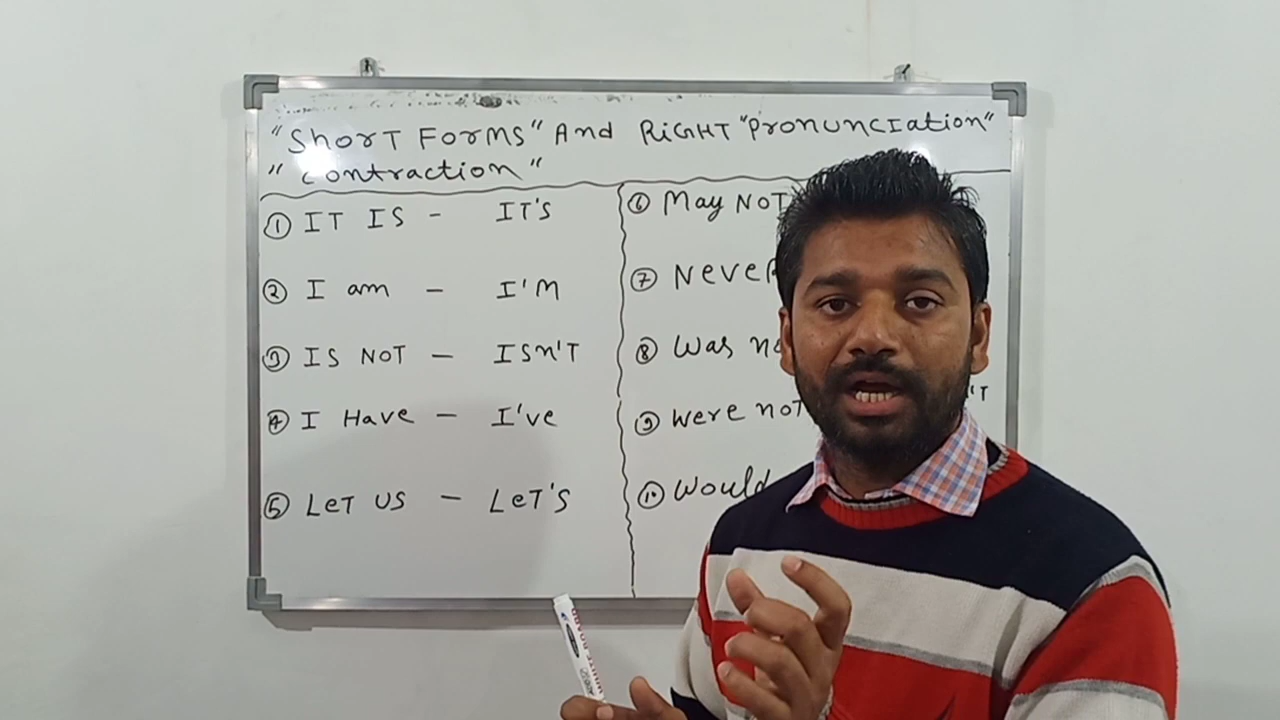 "Short Forms" And RiGHT "PronuncIation"
"Contraction"
① IT IS - IT'S
② I am - I'M
③ IS NOT - ISn'T
④ I Have - I've
⑤ LeT US - LeT'S
⑥ May NOT
⑦ Never
⑧ Was no
⑨ were not 'T
⑩ Would